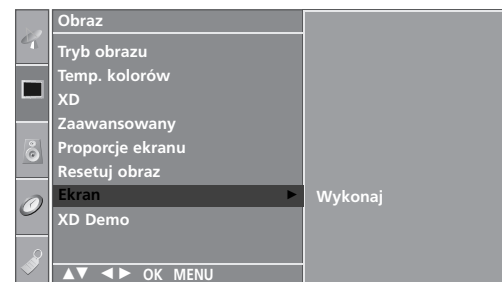 Obraz
Tryb obrazu
Temp. kolorów
XD
Zaawansowany
Proporcje ekranu
Resetuj obraz
Ekran ► Wykonaj
XD Demo
▲▼ ◄► OK MENU